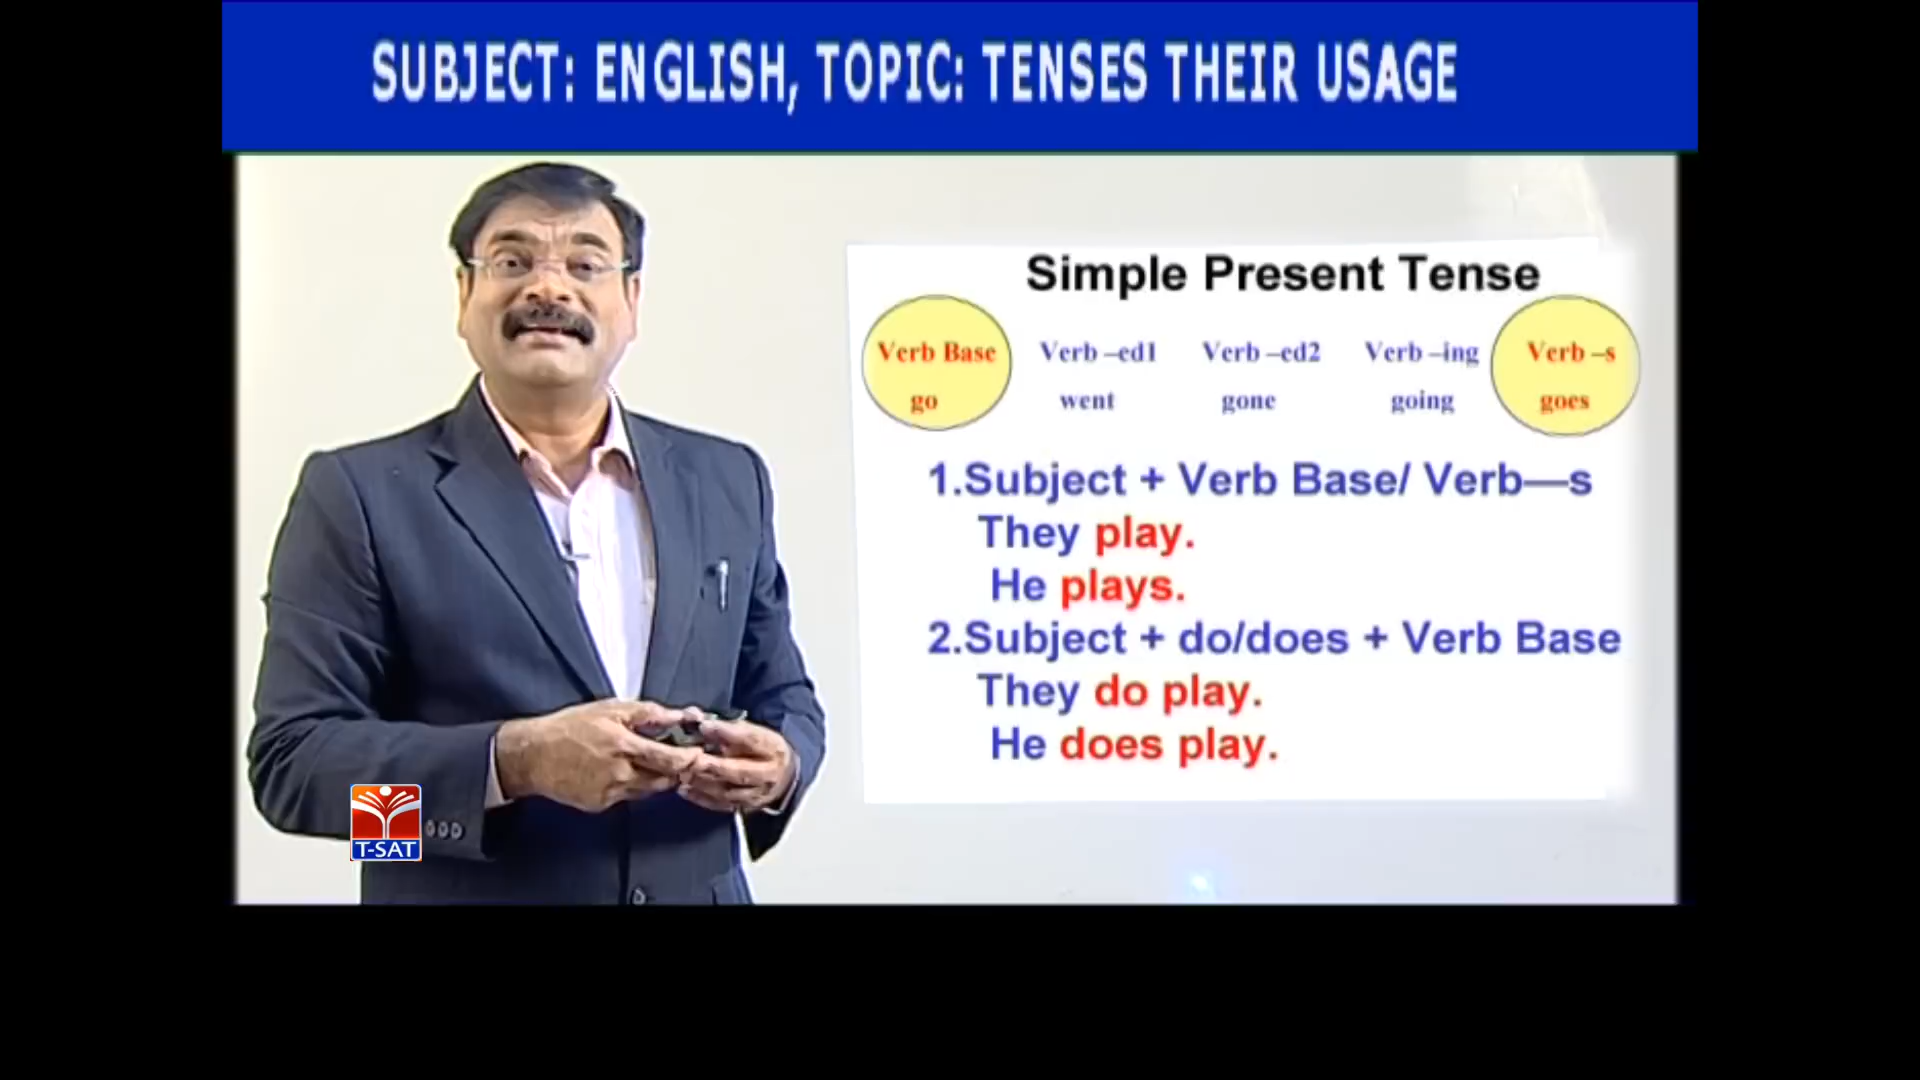 SUBJECT: ENGLISH, TOPIC: TENSES THEIR USAGE
Simple Present Tense
Verb Base Verb –ed1 Verb –ed2 Verb –ing Verb –s
go went gone going goes
1.Subject + Verb Base/ Verb—s
They play.
He plays.
2.Subject + do/does + Verb Base
They do play.
He does play.
T-SAT